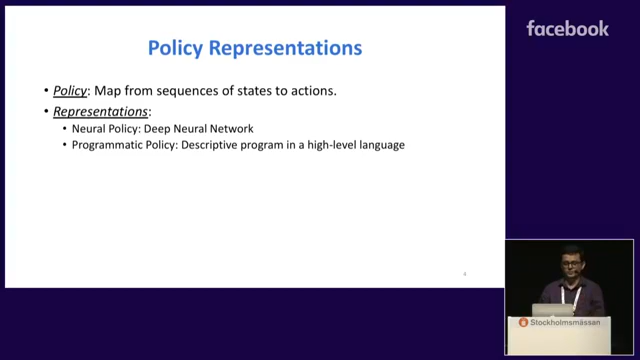 facebook
Policy Representations
• Policy: Map from sequences of states to actions.
• Representations:
• Neural Policy: Deep Neural Network
• Programmatic Policy: Descriptive program in a high-level language
4
Stockholmsmässan